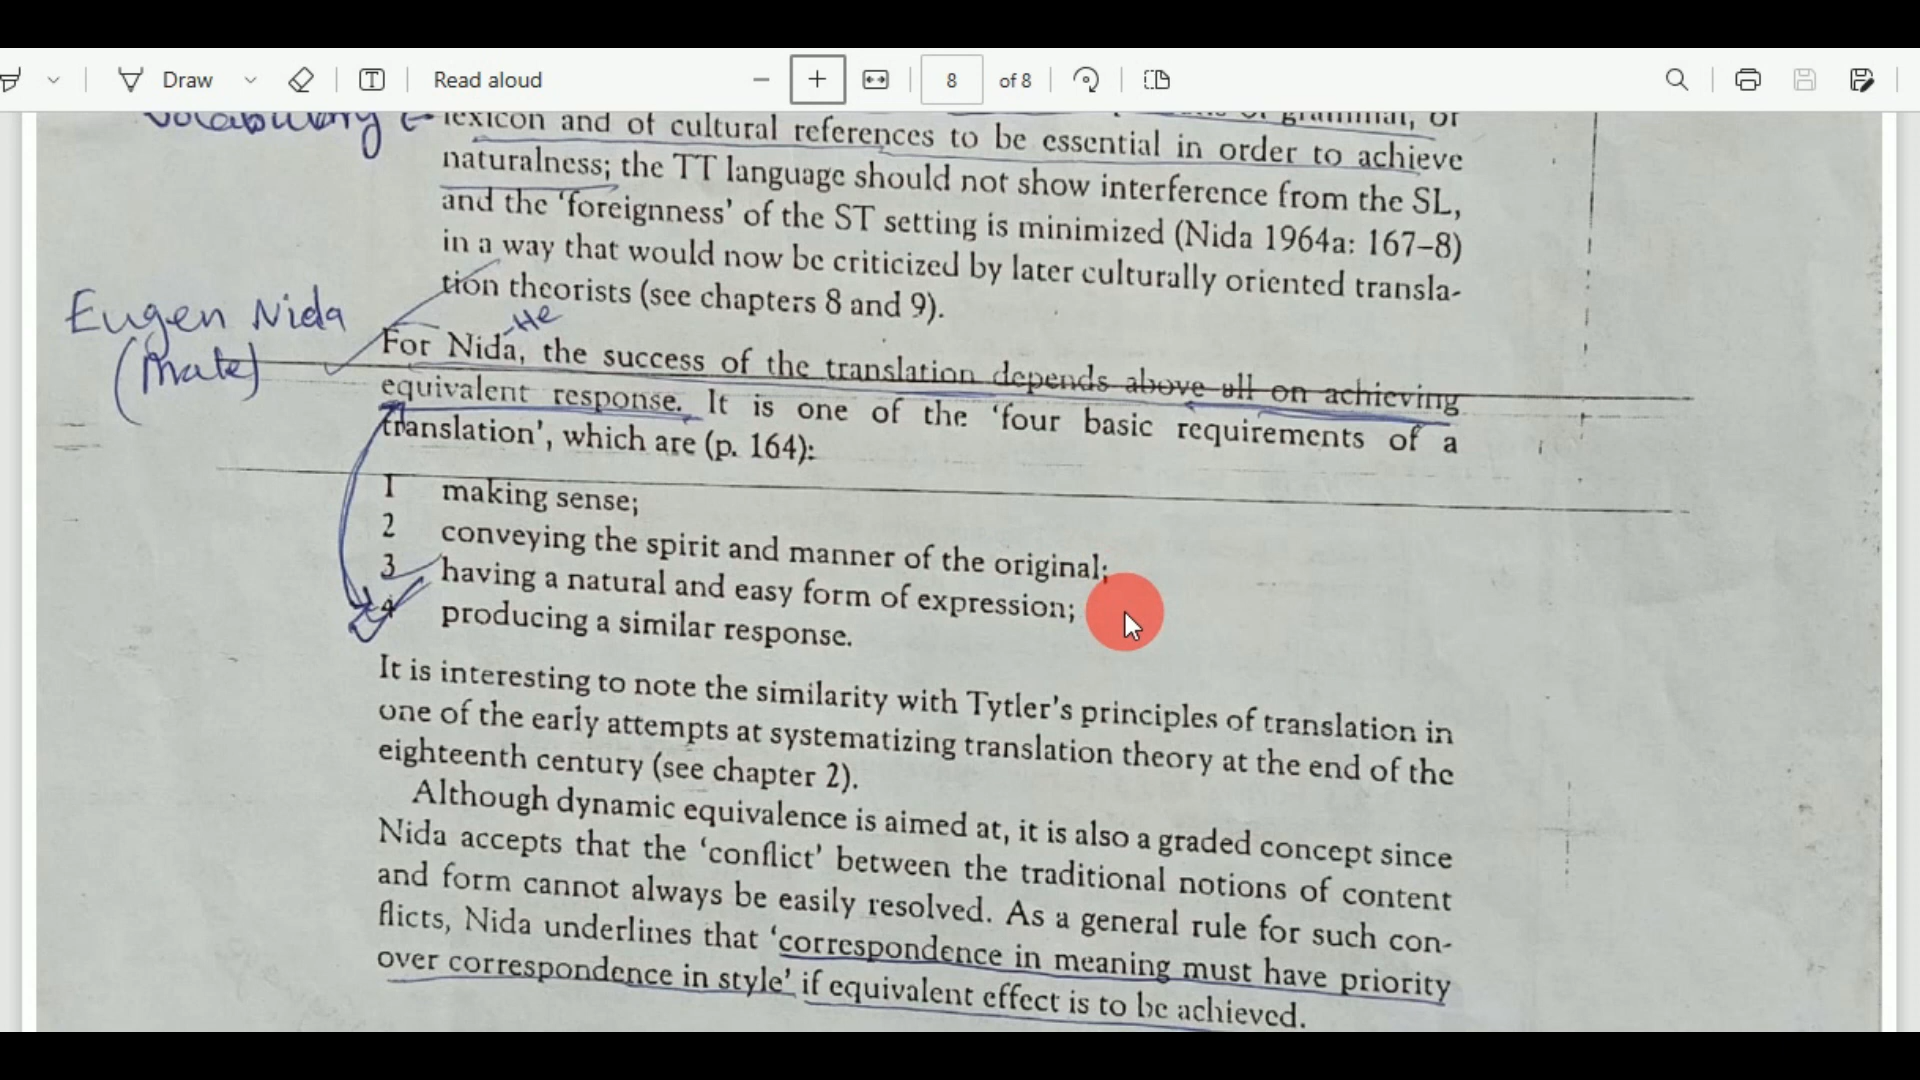 Draw
Read aloud
8
of 8
Vocabulary
lexicon and of cultural references to be essential in order to achieve
naturalness; the TT language should not show interference from the SL,
and the ‘foreignness’ of the ST setting is minimized (Nida 1964a: 167–8)
in a way that would now be criticized by later culturally oriented transla-
tion theorists (see chapters 8 and 9).
Eugen Nida
(Male)
He
For Nida, the success of the translation depends above all on achieving
equivalent response. It is one of the ‘four basic requirements of a
translation’, which are (p. 164):
1 making sense;
2 conveying the spirit and manner of the original;
3 having a natural and easy form of expression;
4 producing a similar response.
It is interesting to note the similarity with Tytler’s principles of translation in
one of the early attempts at systematizing translation theory at the end of the
eighteenth century (see chapter 2).
Although dynamic equivalence is aimed at, it is also a graded concept since
Nida accepts that the ‘conflict’ between the traditional notions of content
and form cannot always be easily resolved. As a general rule for such con-
flicts, Nida underlines that ‘correspondence in meaning must have priority
over correspondence in style’ if equivalent effect is to be achieved.